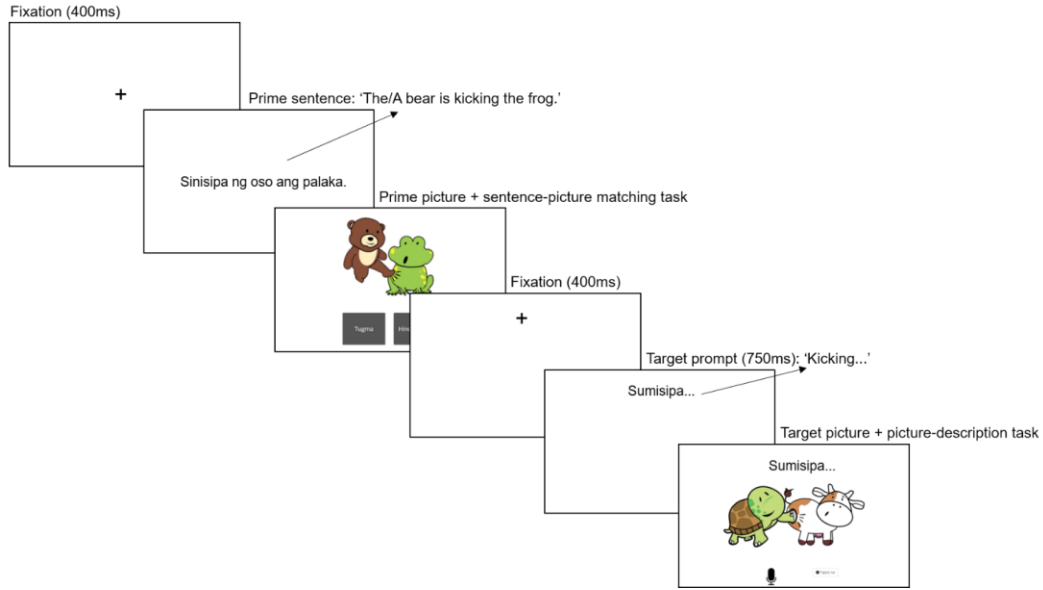 Fixation (400ms)
+
Prime sentence: ‘The/A bear is kicking the frog.’
Sinisipa ng oso ang palaka.
Prime picture + sentence-picture matching task
Tugma
Fixation (400ms)
+
Target prompt (750ms): ‘Kicking...’
Sumisipa...
Target picture + picture-description task
Sumisipa...